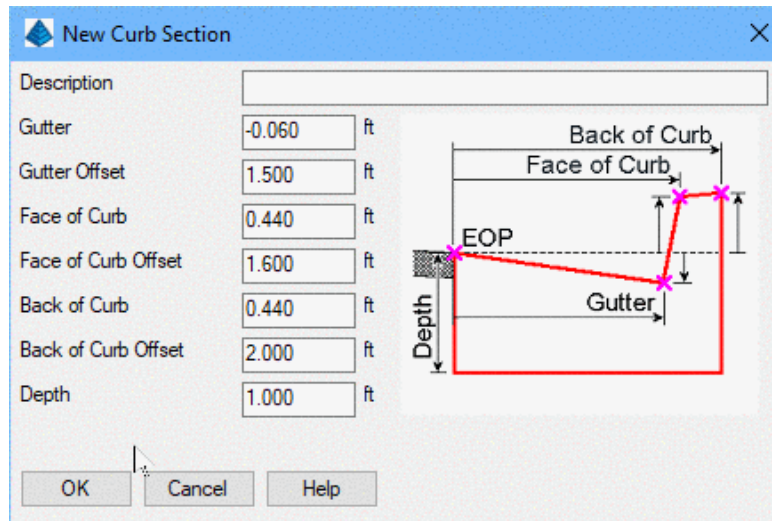 New Curb Section
Description
Gutter -0.060 ft
Gutter Offset 1.500 ft
Face of Curb 0.440 ft
Face of Curb Offset 1.600 ft
Back of Curb 0.440 ft
Back of Curb Offset 2.000 ft
Depth 1.000 ft
Back of Curb
Face of Curb
EOP
Gutter
Depth
OK Cancel Help